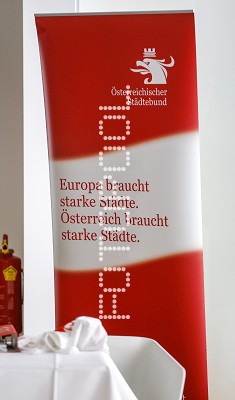 Österreichischer
Städtebund
Europa braucht
starke Städte.
Österreich braucht
starke Städte.